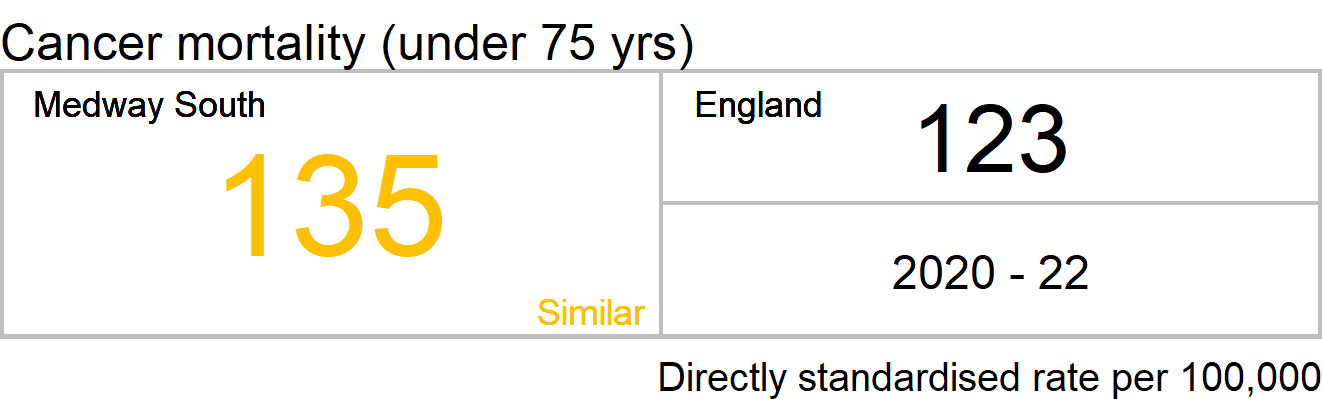 Cancer mortality (under 75 yrs)
Medway South
135
Similar
England
123
2020 - 22
Directly standardised rate per 100,000